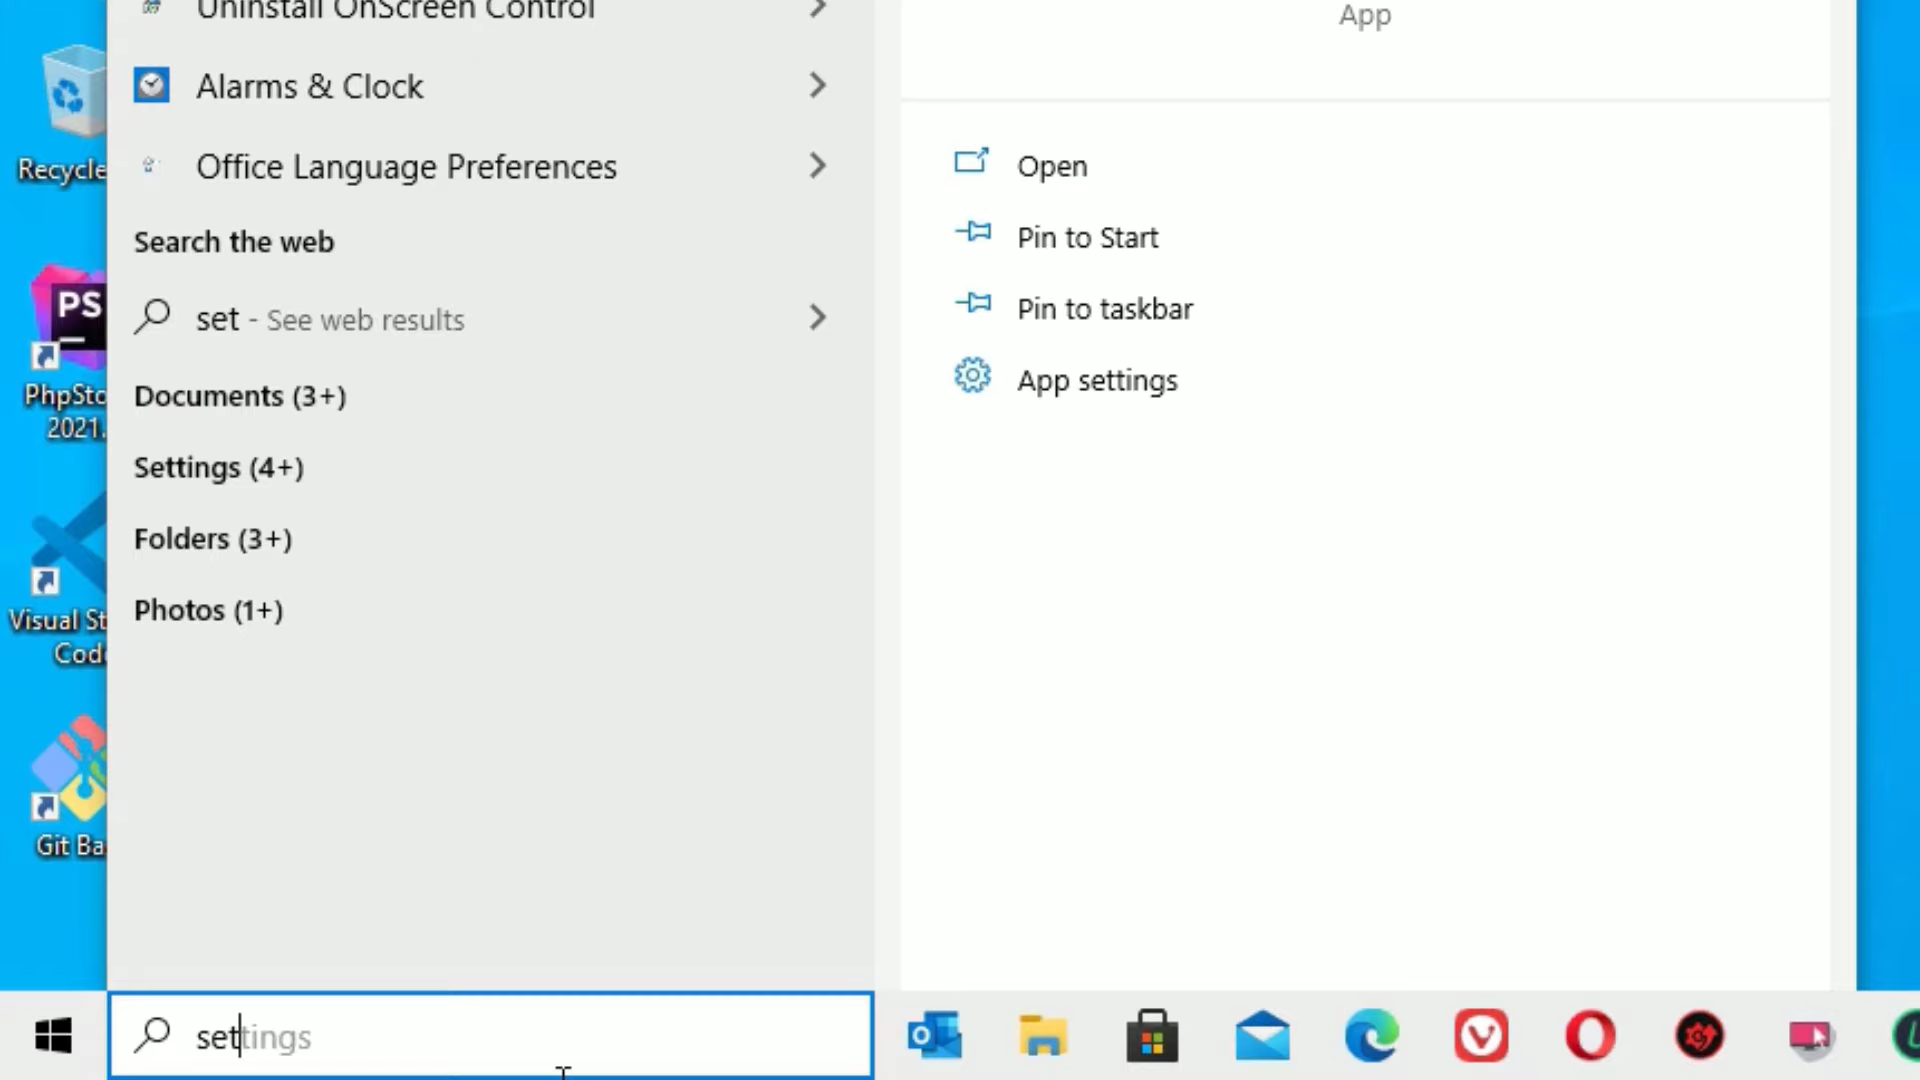 Uninstall OnScreen Control
Alarms & Clock
Office Language Preferences
Search the web
set - See web results
Documents (3+)
Settings (4+)
Folders (3+)
Photos (1+)
settings
App
Open
Pin to Start
Pin to taskbar
App settings
Recycle
PS
PhpSto
2021.
Visual St
Cod
Git Ba